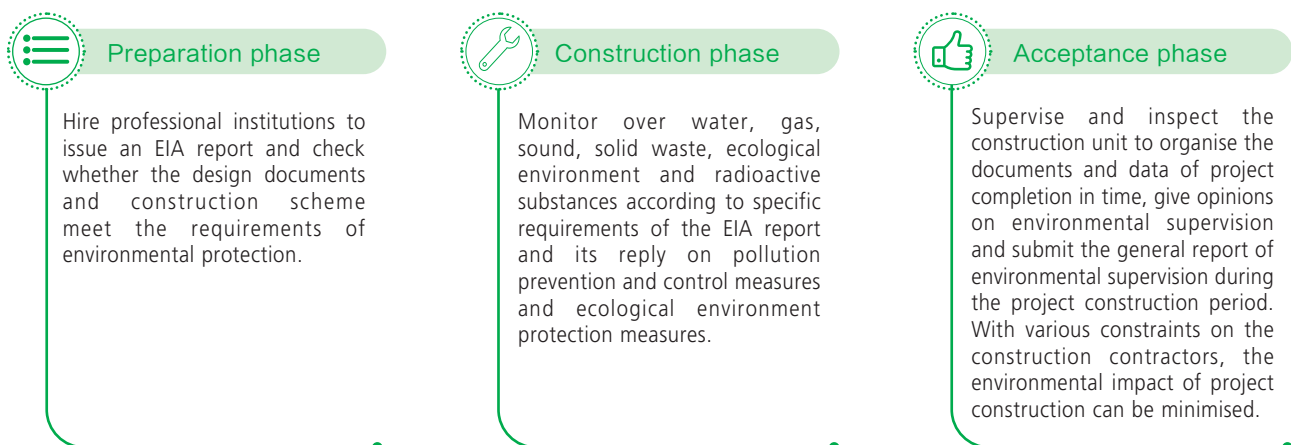 Preparation phase
Hire professional institutions to
issue an EIA report and check
whether the design documents
and construction scheme
meet the requirements of
environmental protection.
Construction phase
Monitor over water, gas,
sound, solid waste, ecological
environment and radioactive
substances according to specific
requirements of the EIA report
and its reply on pollution
prevention and control measures
and ecological environment
protection measures.
Acceptance phase
Supervise and inspect the
construction unit to organise the
documents and data of project
completion in time, give opinions
on environmental supervision
and submit the general report of
environmental supervision during
the project construction period.
With various constraints on the
construction contractors, the
environmental impact of project
construction can be minimised.